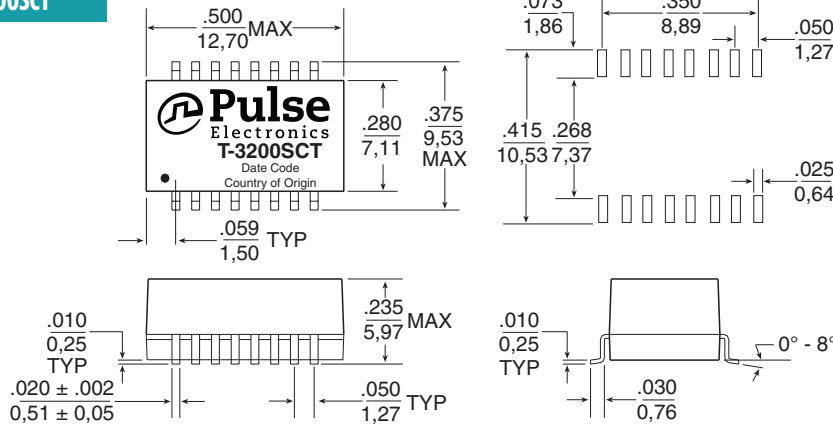 00SCT
.500
12,70
MAX
Pulse
Electronics
T-3200SCT
Date Code
Country of Origin
.280
7,11
.375
9,53
MAX
.059
1,50
TYP
.073
1,86
.350
8,89
.050
1,27
.415
10,53
.268
7,37
.025
0,64
.010
0,25
TYP
.020 ± .002
0,51 ± 0,05
.235
5,97
MAX
.050
1,27
TYP
.010
0,25
TYP
.030
0,76
0° - 8°